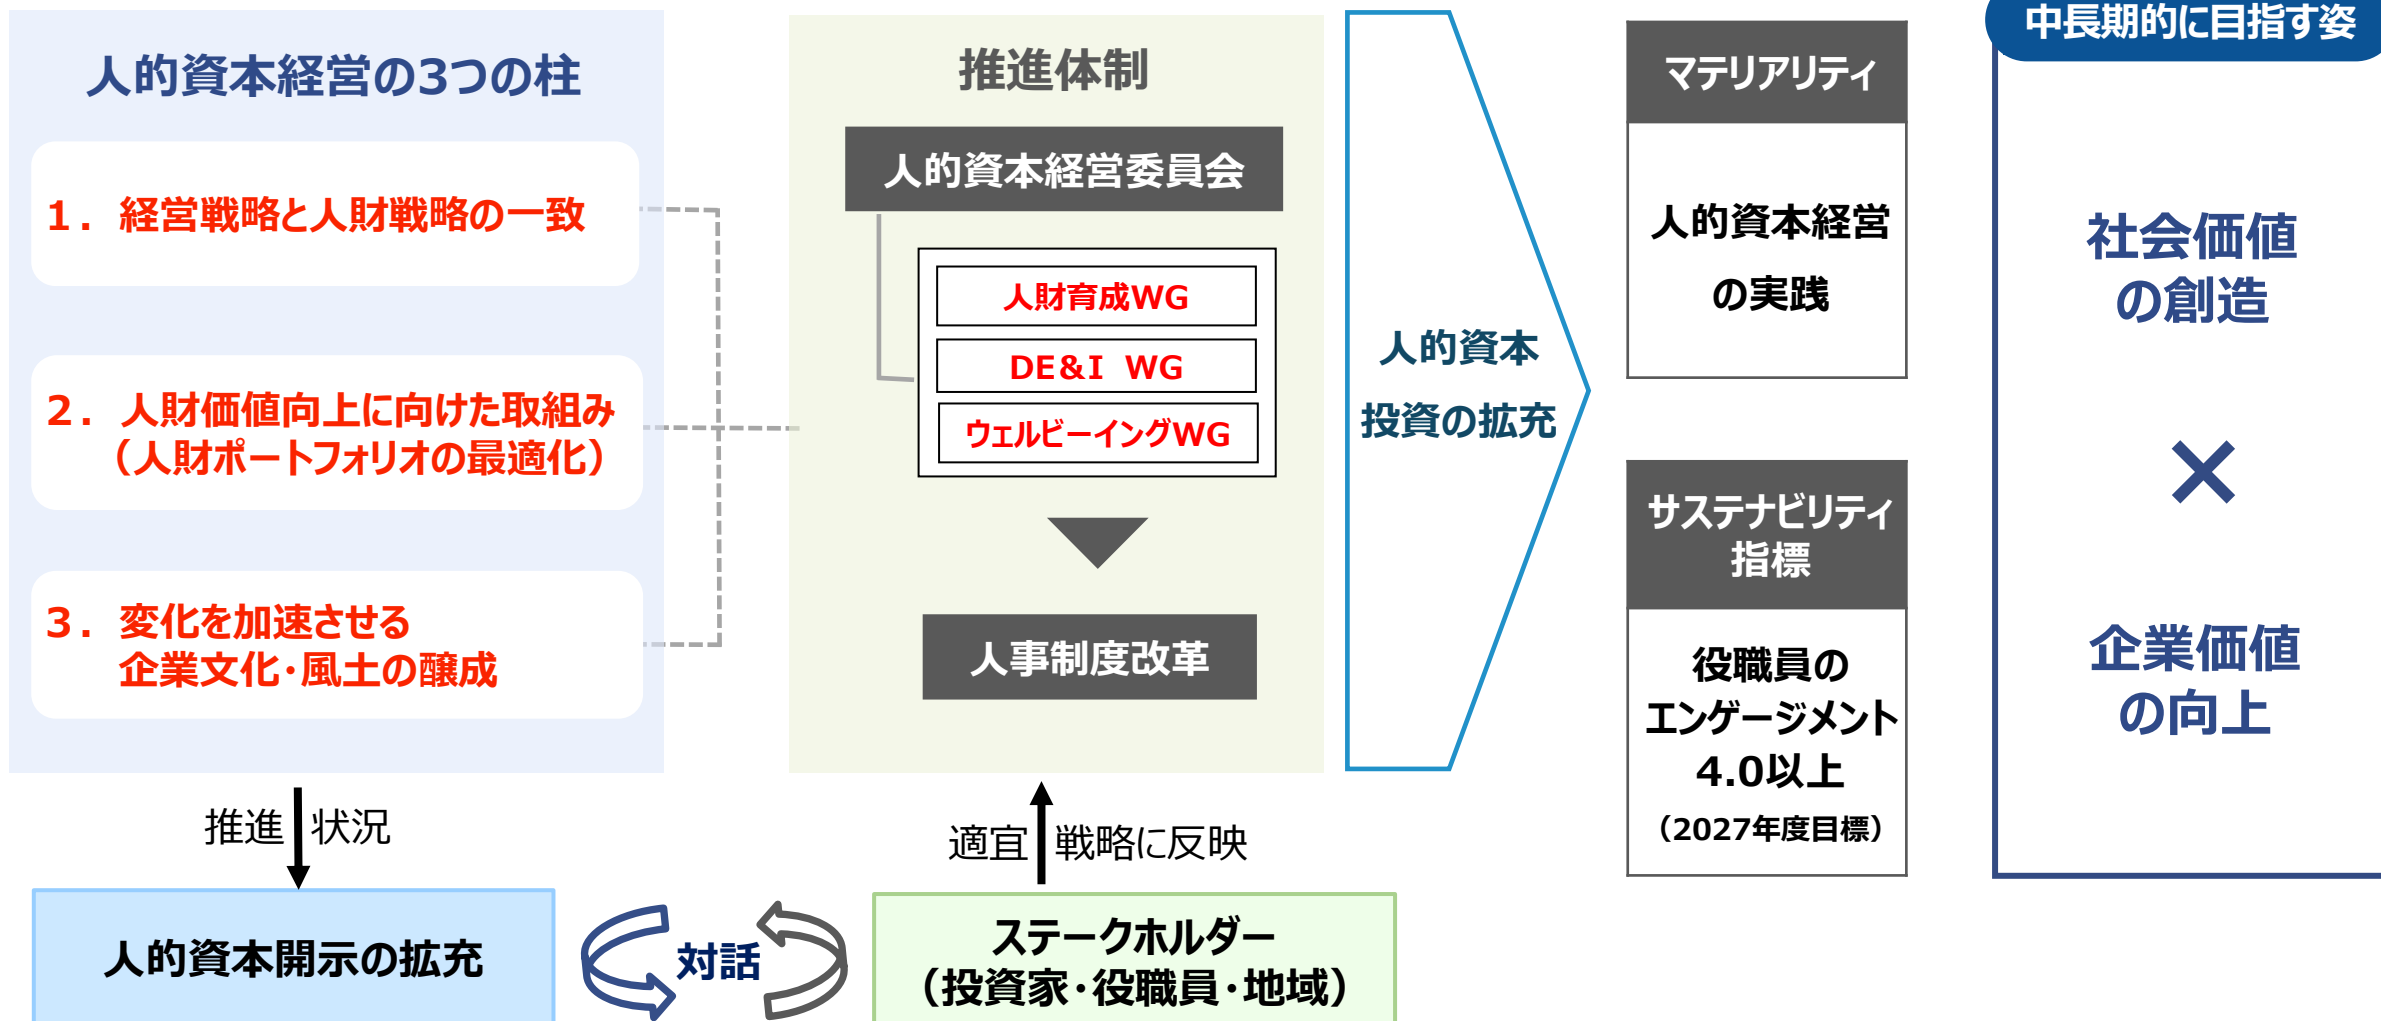 人的資本経営の3つの柱
1. 経営戦略と人財戦略の一致
2. 人財価値向上に向けた取組み
（人財ポートフォリオの最適化）
3. 変化を加速させる
企業文化・風土の醸成
推進 状況
人的資本開示の拡充
対話
推進体制
人的資本経営委員会
人財育成WG
DE&I WG
ウェルビーイングWG
人事制度改革
適宜 戦略に反映
ステークホルダー
（投資家・役職員・地域）
人的資本
投資の拡充
マテリアリティ
人的資本経営
の実践
サステナビリティ
指標
役職員の
エンゲージメント
4.0以上
（2027年度目標）
中長期的に目指す姿
社会価値
の創造
×
企業価値
の向上